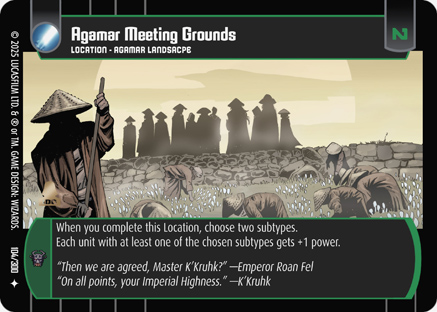 Agamar Meeting Grounds
LOCATION - AGAMAR LANDSACPE
N
When you complete this Location, choose two subtypes.
Each unit with at least one of the chosen subtypes gets +1 power.
"Then we are agreed, Master K'Kruhk?" —Emperor Roan Fel
"On all points, your Imperial Highness." —K'Kruhk
© 2025 LUCASFILM LTD. & ® or TM. GAME DESIGN: WIZARDS. 104/300